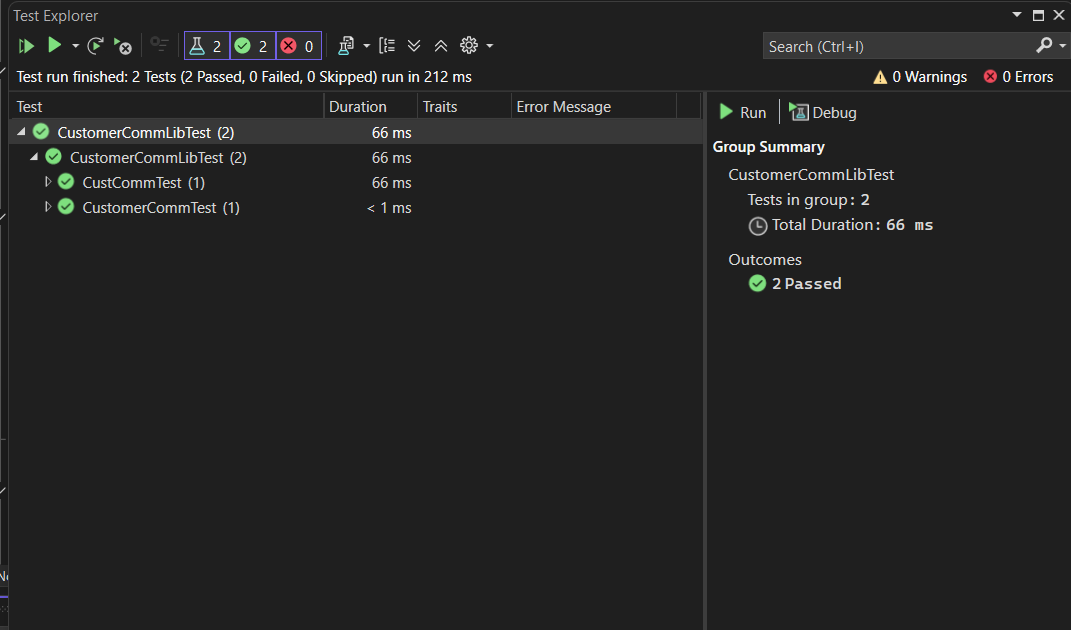 Test Explorer
2 2 0
Search (Ctrl+I)
Test run finished: 2 Tests (2 Passed, 0 Failed, 0 Skipped) run in 212 ms
0 Warnings 0 Errors
Test Duration Traits Error Message
CustomerCommLibTest (2) 66 ms
CustomerCommLibTest (2) 66 ms
CustCommTest (1) 66 ms
CustomerCommTest (1) < 1 ms
Run Debug
Group Summary
CustomerCommLibTest
Tests in group: 2
Total Duration: 66 ms
Outcomes
2 Passed